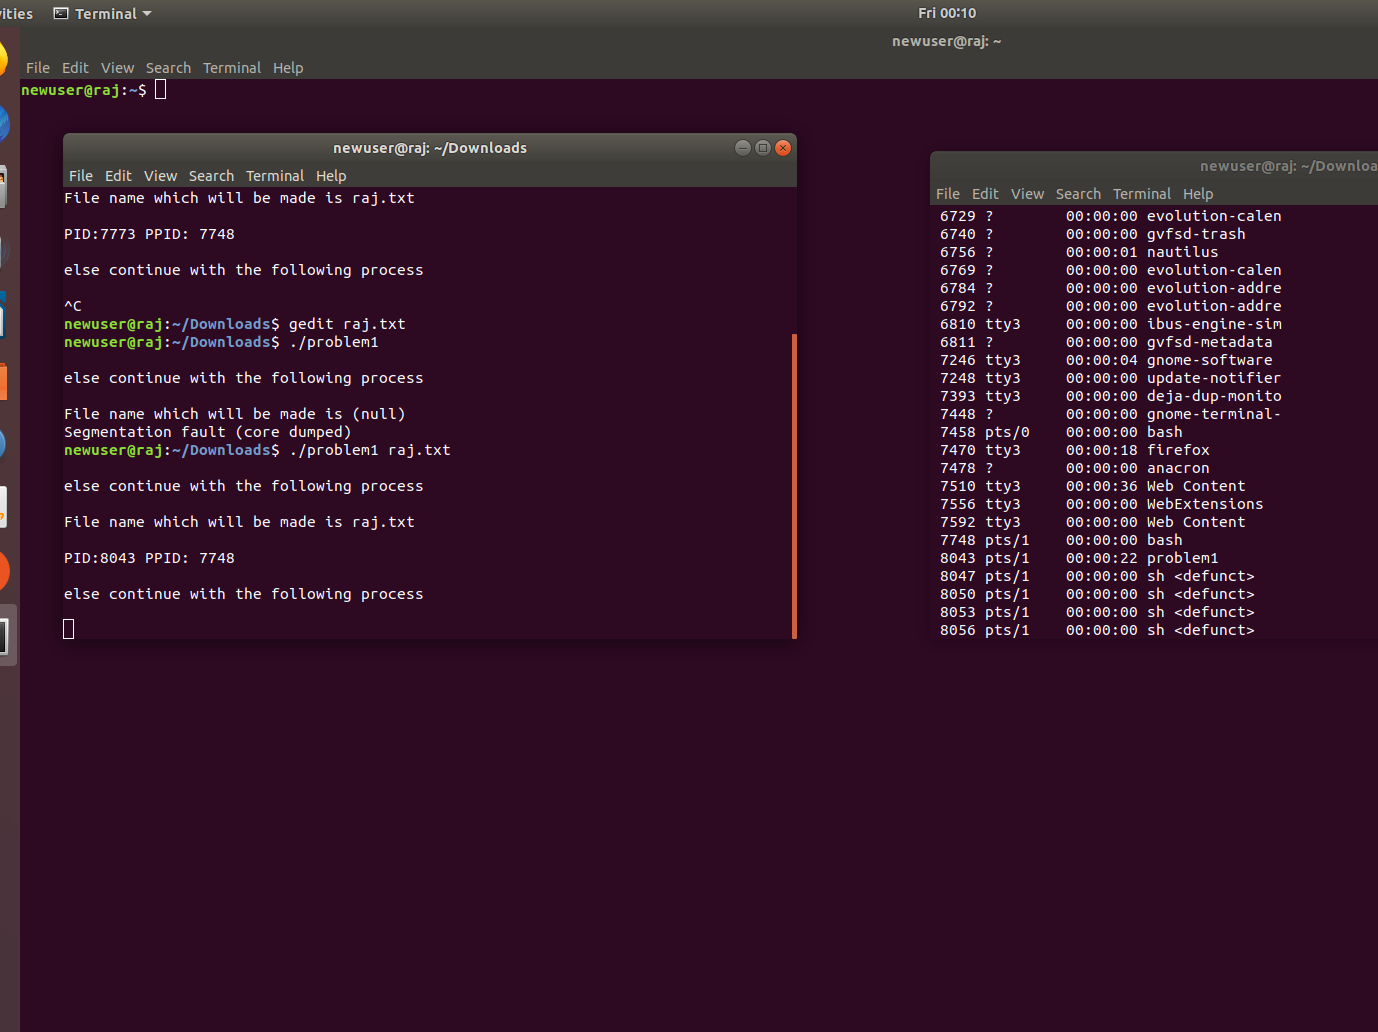 ities Terminal Fri 00:10
newuser@raj: ~
File Edit View Search Terminal Help
newuser@raj:~$
newuser@raj: ~/Downloads
File Edit View Search Terminal Help
File name which will be made is raj.txt
PID:7773 PPID: 7748
else continue with the following process
^C
newuser@raj:~/Downloads$ gedit raj.txt
newuser@raj:~/Downloads$ ./problem1
else continue with the following process
File name which will be made is (null)
Segmentation fault (core dumped)
newuser@raj:~/Downloads$ ./problem1 raj.txt
else continue with the following process
File name which will be made is raj.txt
PID:8043 PPID: 7748
else continue with the following process
newuser@raj: ~/Downloa
File Edit View Search Terminal Help
6729 ? 00:00:00 evolution-calen
6740 ? 00:00:00 gvfsd-trash
6756 ? 00:00:01 nautilus
6769 ? 00:00:00 evolution-calen
6784 ? 00:00:00 evolution-addre
6792 ? 00:00:00 evolution-addre
6810 tty3 00:00:00 ibus-engine-sim
6811 ? 00:00:00 gvfsd-metadata
7246 tty3 00:00:04 gnome-software
7248 tty3 00:00:00 update-notifier
7393 tty3 00:00:00 deja-dup-monito
7448 ? 00:00:00 gnome-terminal-
7458 pts/0 00:00:00 bash
7470 tty3 00:00:18 firefox
7478 ? 00:00:00 anacron
7510 tty3 00:00:36 Web Content
7556 tty3 00:00:00 WebExtensions
7592 tty3 00:00:00 Web Content
7748 pts/1 00:00:00 bash
8043 pts/1 00:00:22 problem1
8047 pts/1 00:00:00 sh <defunct>
8050 pts/1 00:00:00 sh <defunct>
8053 pts/1 00:00:00 sh <defunct>
8056 pts/1 00:00:00 sh <defunct>